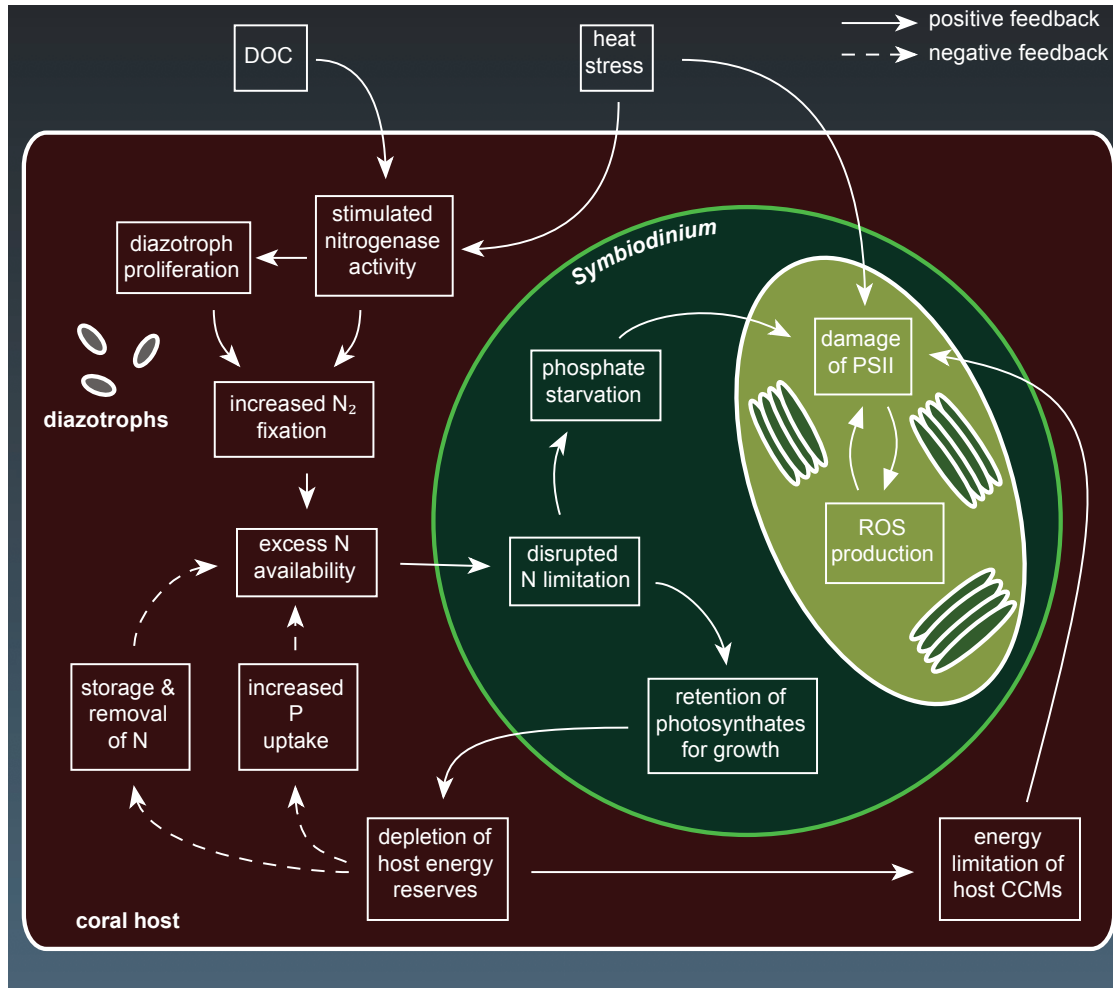 DOC
heat
stress
positive feedback
negative feedback
stimulated
nitrogenase
activity
diazotroph
proliferation
Symbiodinium
damage
of PSII
phosphate
starvation
diazotrophs
increased N₂
fixation
ROS
production
excess N
availability
disrupted
N limitation
storage &
removal
of N
increased
P
uptake
retention of
photosynthates
for growth
depletion of
host energy
reserves
energy
limitation of
host CCMs
coral host